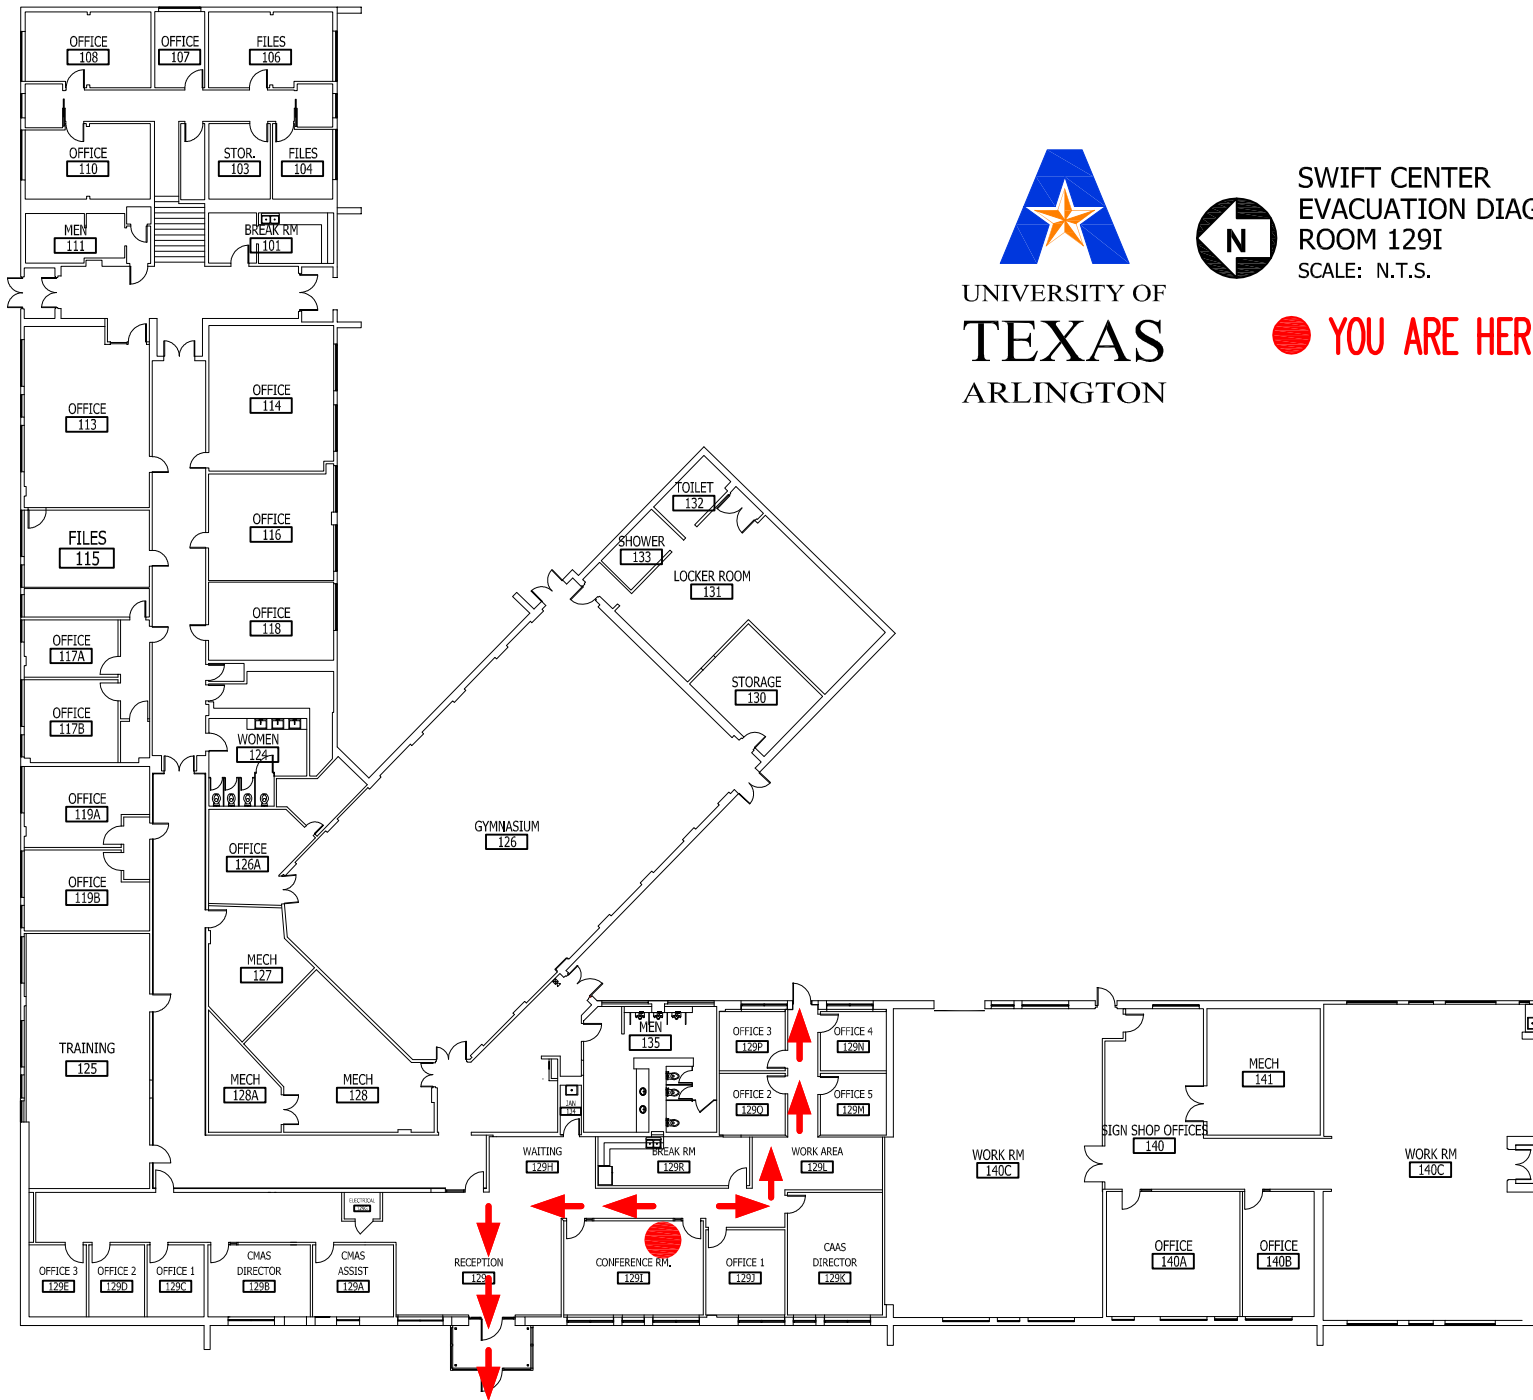 OFFICE
108
OFFICE
107
FILES
106
OFFICE
110
STOR.
103
FILES
104
MEN
111
BREAK RM
101
UNIVERSITY OF
TEXAS
ARLINGTON
N
SWIFT CENTER
EVACUATION DIAG
ROOM 129I
SCALE: N.T.S.
YOU ARE HER
OFFICE
113
OFFICE
114
FILES
115
OFFICE
116
OFFICE
118
OFFICE
117A
OFFICE
117B
WOMEN
124
OFFICE
119A
OFFICE
119B
OFFICE
126A
TOILET
132
SHOWER
133
LOCKER ROOM
131
STORAGE
130
GYMNASIUM
126
MECH
127
TRAINING
125
MECH
128A
MECH
128
MEN
135
JAN
134
OFFICE 3
129P
OFFICE 4
129N
OFFICE 2
129Q
OFFICE 5
129M
WAITING
129H
BREAK RM
129R
WORK AREA
129L
WORK RM
140C
SIGN SHOP OFFICES
140
MECH
141
WORK RM
140C
ELECTRICAL
OFFICE 3
129E
OFFICE 2
129D
OFFICE 1
129C
CMAS
DIRECTOR
129B
CMAS
ASSIST
129A
RECEPTION
129
CONFERENCE RM.
129I
OFFICE 1
129J
CAAS
DIRECTOR
129K
OFFICE
140A
OFFICE
140B